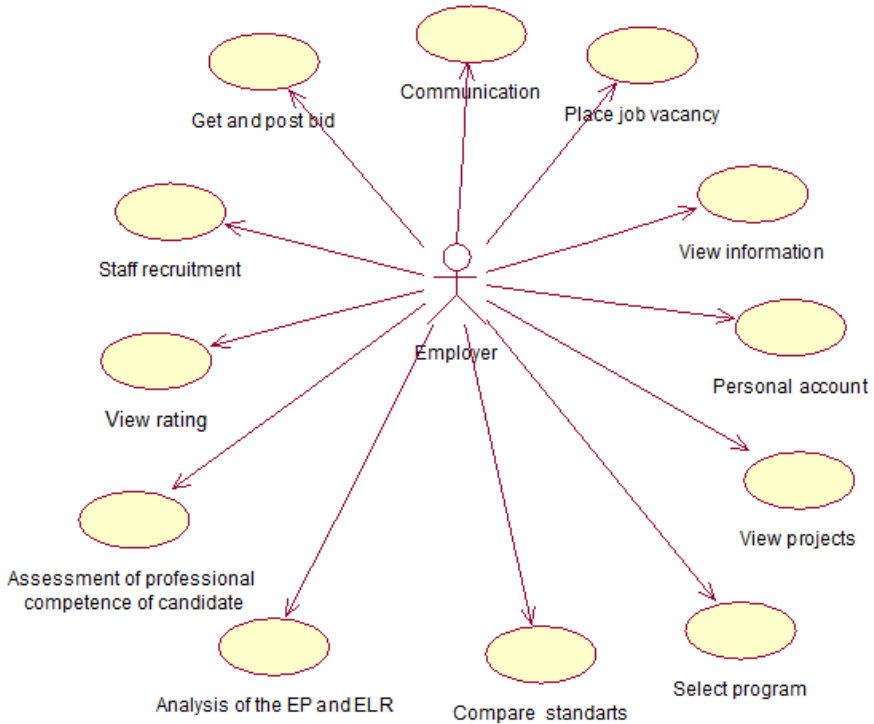 Communication
Place job vacancy
Get and post bid
View information
Staff recruitment
Employer
Personal account
View rating
View projects
Assessment of professional
competence of candidate
Select program
Analysis of the EP and ELR
Compare standarts